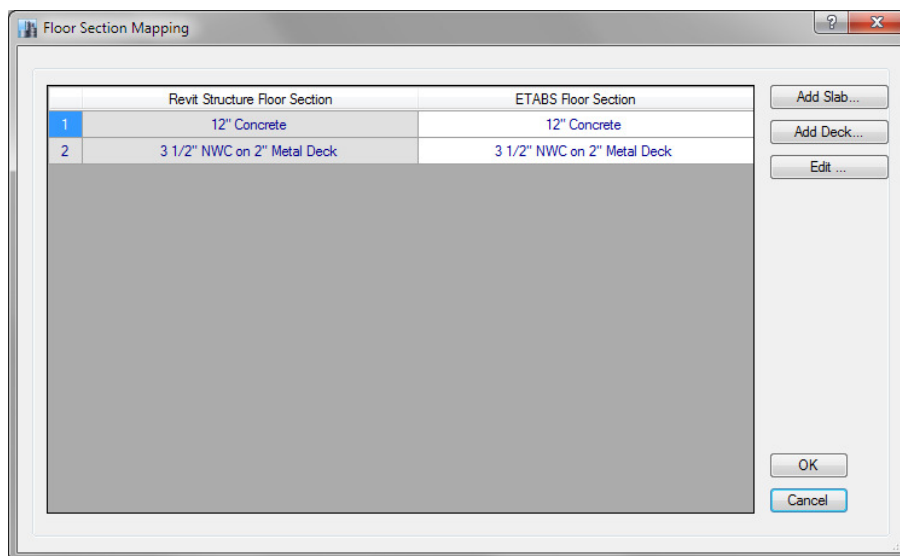 Floor Section Mapping
Revit Structure Floor Section ETABS Floor Section
1 12" Concrete 12" Concrete
2 3 1/2" NWC on 2" Metal Deck 3 1/2" NWC on 2" Metal Deck
Add Slab...
Add Deck...
Edit ...
OK
Cancel